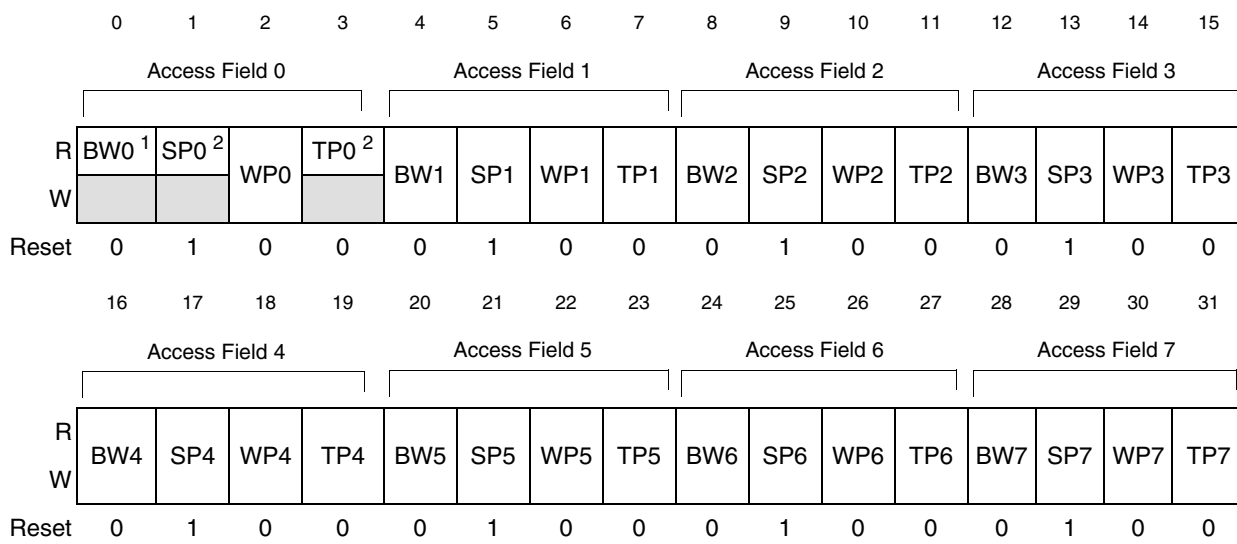 0 1 2 3 4 5 6 7 8 9 10 11 12 13 14 15
Access Field 0 Access Field 1 Access Field 2 Access Field 3
R BW0 1 SP0 2 WP0 TP0 2 BW1 SP1 WP1 TP1 BW2 SP2 WP2 TP2 BW3 SP3 WP3 TP3
W
Reset 0 1 0 0 0 1 0 0 0 1 0 0 0 1 0 0
16 17 18 19 20 21 22 23 24 25 26 27 28 29 30 31
Access Field 4 Access Field 5 Access Field 6 Access Field 7
R
BW4 SP4 WP4 TP4 BW5 SP5 WP5 TP5 BW6 SP6 WP6 TP6 BW7 SP7 WP7 TP7
W
Reset 0 1 0 0 0 1 0 0 0 1 0 0 0 1 0 0